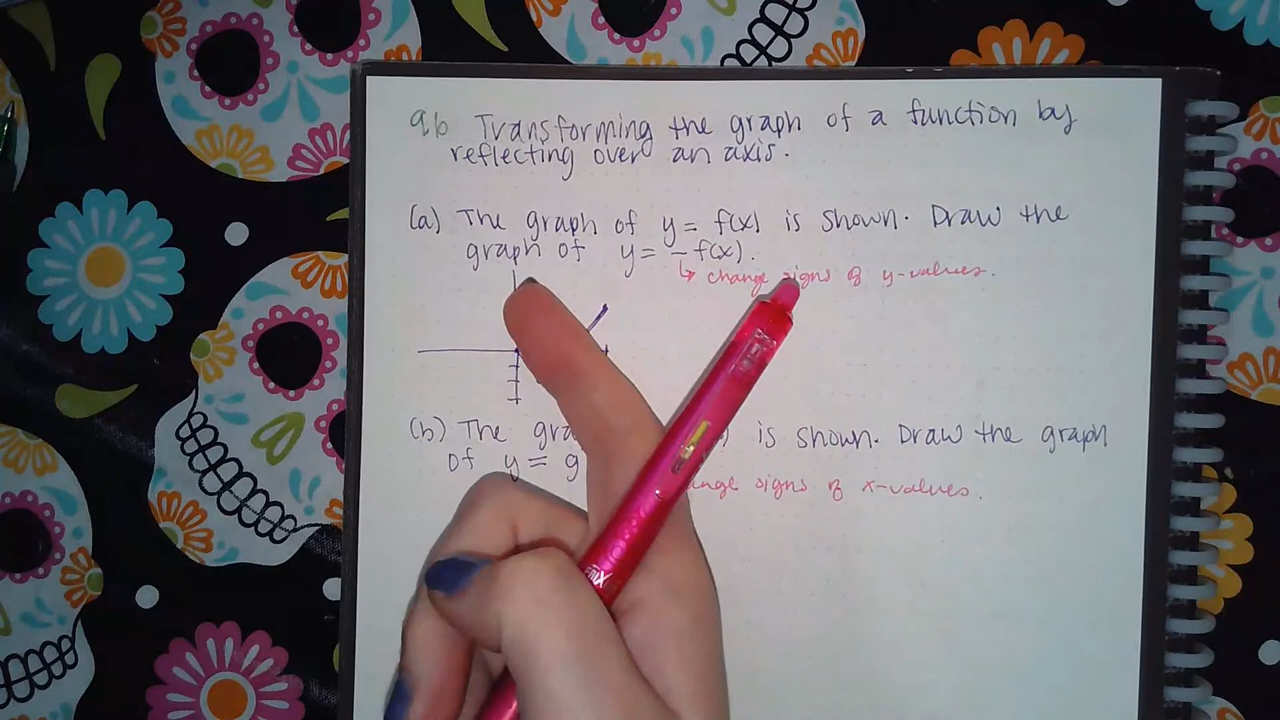 9b Transforming the graph of a function by
reflecting over an axis.
(a) The graph of y = f(x) is shown. Draw the
graph of y = -f(x).
↳ change signs of y-values.
(b) The is shown. Draw the graph
of y = g
signs of x-values.